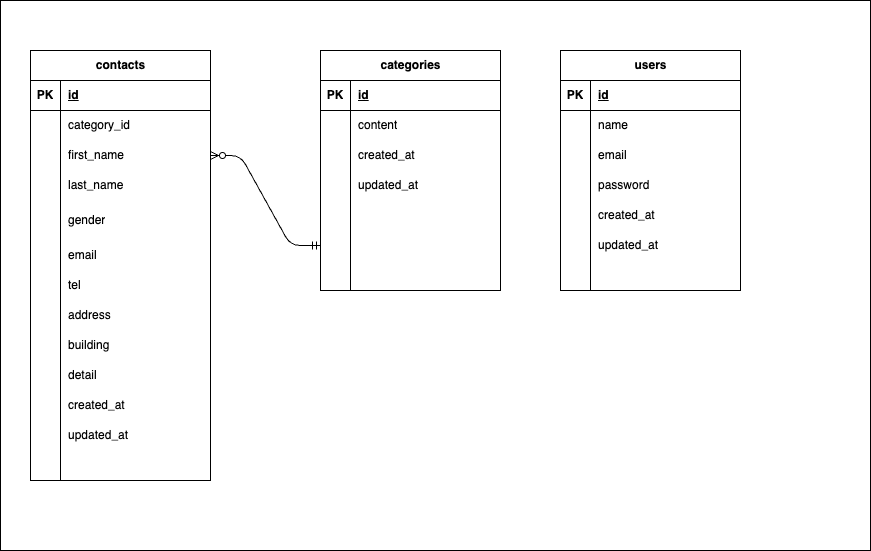 contacts
PK id
category_id
first_name
last_name
gender
email
tel
address
building
detail
created_at
updated_at
categories
PK id
content
created_at
updated_at
users
PK id
name
email
password
created_at
updated_at